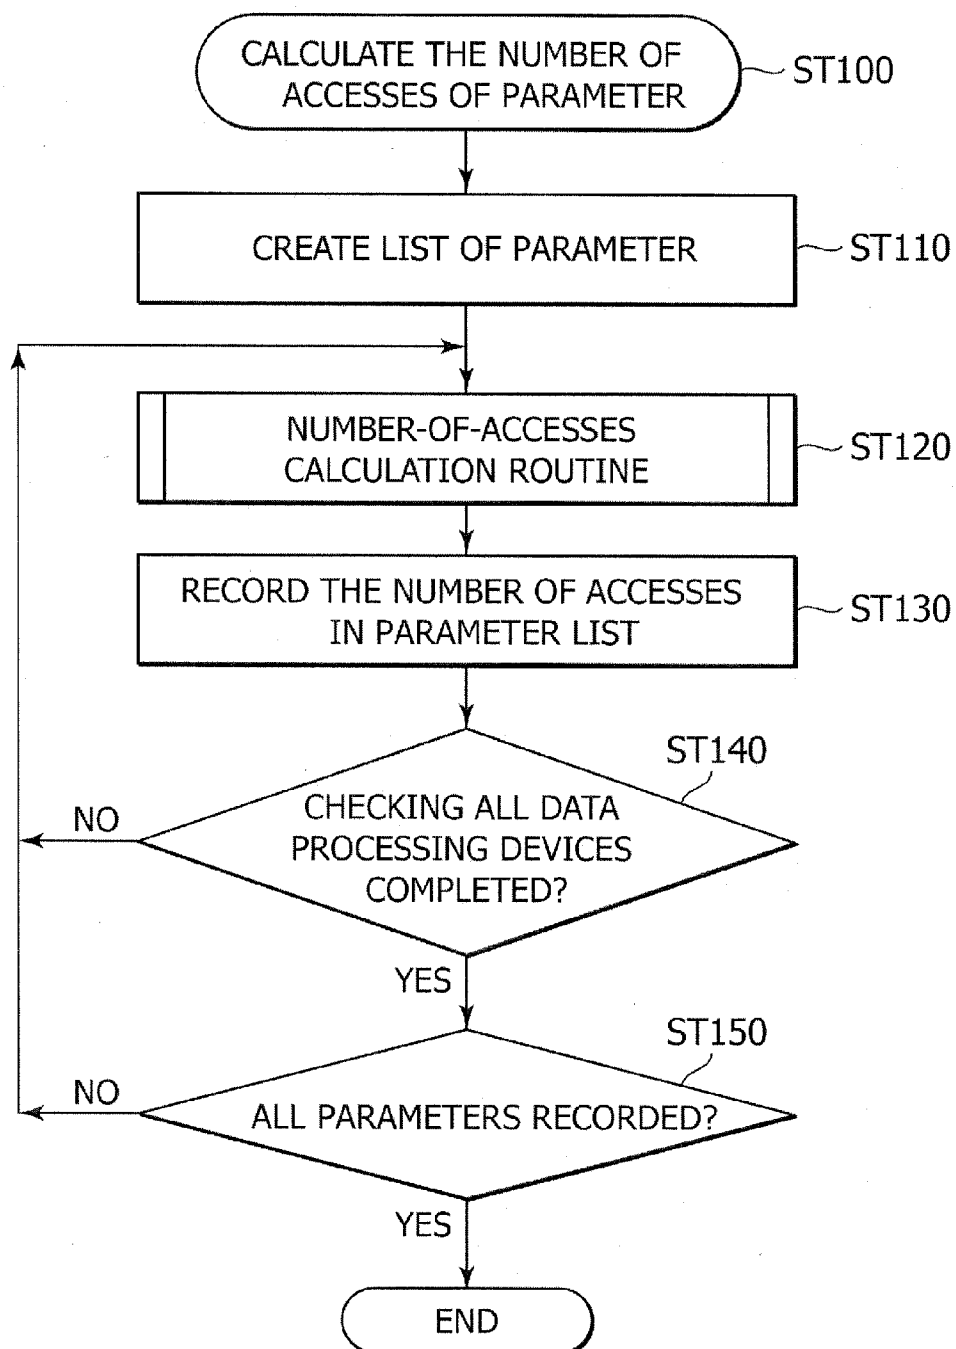 CALCULATE THE NUMBER OF
ACCESSES OF PARAMETER
ST100
CREATE LIST OF PARAMETER
ST110
NUMBER-OF-ACCESSES
CALCULATION ROUTINE
ST120
RECORD THE NUMBER OF ACCESSES
IN PARAMETER LIST
ST130
ST140
CHECKING ALL DATA
PROCESSING DEVICES
COMPLETED?
NO
YES
ST150
ALL PARAMETERS RECORDED?
NO
YES
END